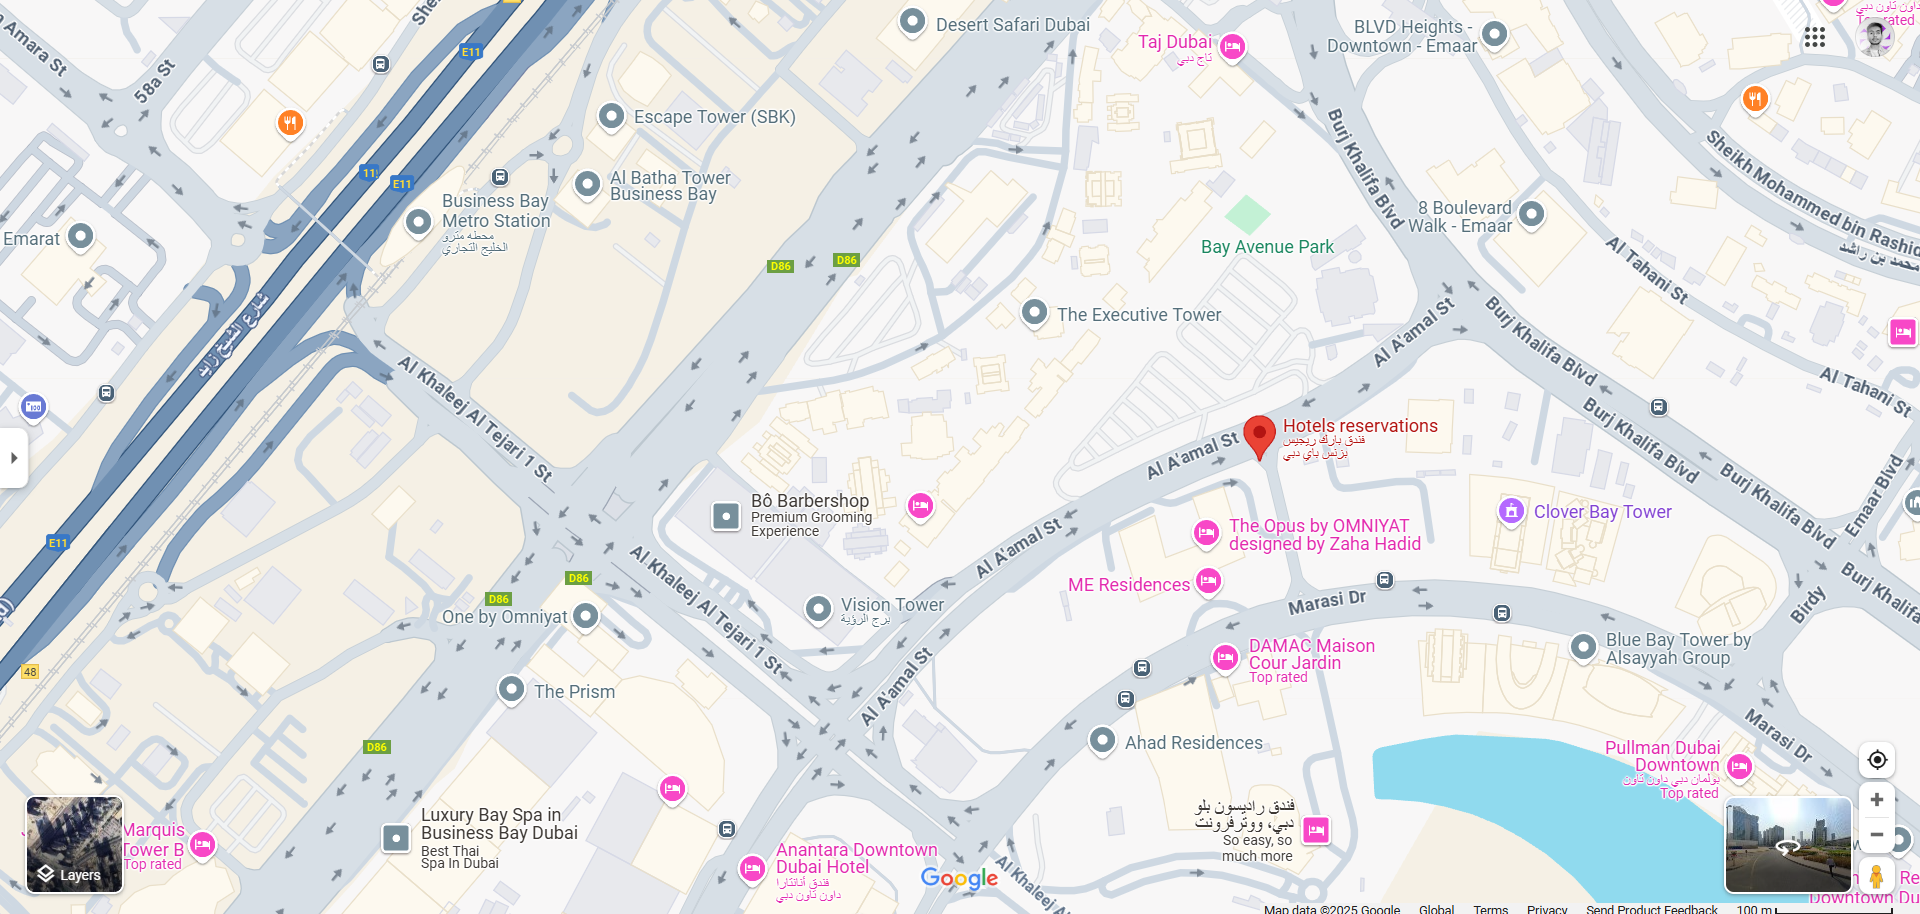 Amara St
58a St
She
Desert Safari Dubai
Taj Dubai
تاج دبي
BLVD Heights -
Downtown - Emaar
داون تاون دبي
Top rated
E11
Escape Tower (SBK)
Al Batha Tower
Business Bay
11
E11
Business Bay
Metro Station
محطة مترو
الخليج التجاري
Emarat
Burj Khalifa Blvd
Sheikh Mohammed bin Rashid
محمد بن راشد
8 Boulevard
Walk - Emaar
Al Tahani St
Bay Avenue Park
D86
D86
The Executive Tower
شارع الشيخ زايد
Al Khaleej Al Tejari 1 St
Al A'amal St
Burj Khalifa Blvd
Al Tahani St
Burj Khalifa Blvd
Hotels reservations
فندق بارك ريجيس
بزنس باي دبي
Al A'amal St
Burj Khalifa Blvd
Emaar Blvd
Bô Barbershop
Premium Grooming
Experience
The Opus by OMNIYAT
designed by Zaha Hadid
Clover Bay Tower
E11
Al A'amal St
Al Khaleej Al Tejari 1 St
D86
D86
ME Residences
Marasi Dr
Burj Khalifa
Birdy
One by Omniyat
Vision Tower
برج الرؤية
DAMAC Maison
Cour Jardin
Top rated
Blue Bay Tower by
Alsayyah Group
48
The Prism
Al A'amal St
Marasi Dr
D86
Ahad Residences
Pullman Dubai
Downtown
بولمان دبي داون تاون
Top rated
فندق راديسون بلو
دبي، ووترفرونت
So easy, so
much more
Luxury Bay Spa in
Business Bay Dubai
Best Thai
Spa In Dubai
Marquis
Tower B
Top rated
Layers
Anantara Downtown
Dubai Hotel
فندق أنانتارا
داون تاون دبي
Google
Al Khaleej
Re
Downtown Du
Map data ©2025 Google Global Terms Privacy Send Product Feedback 100 m